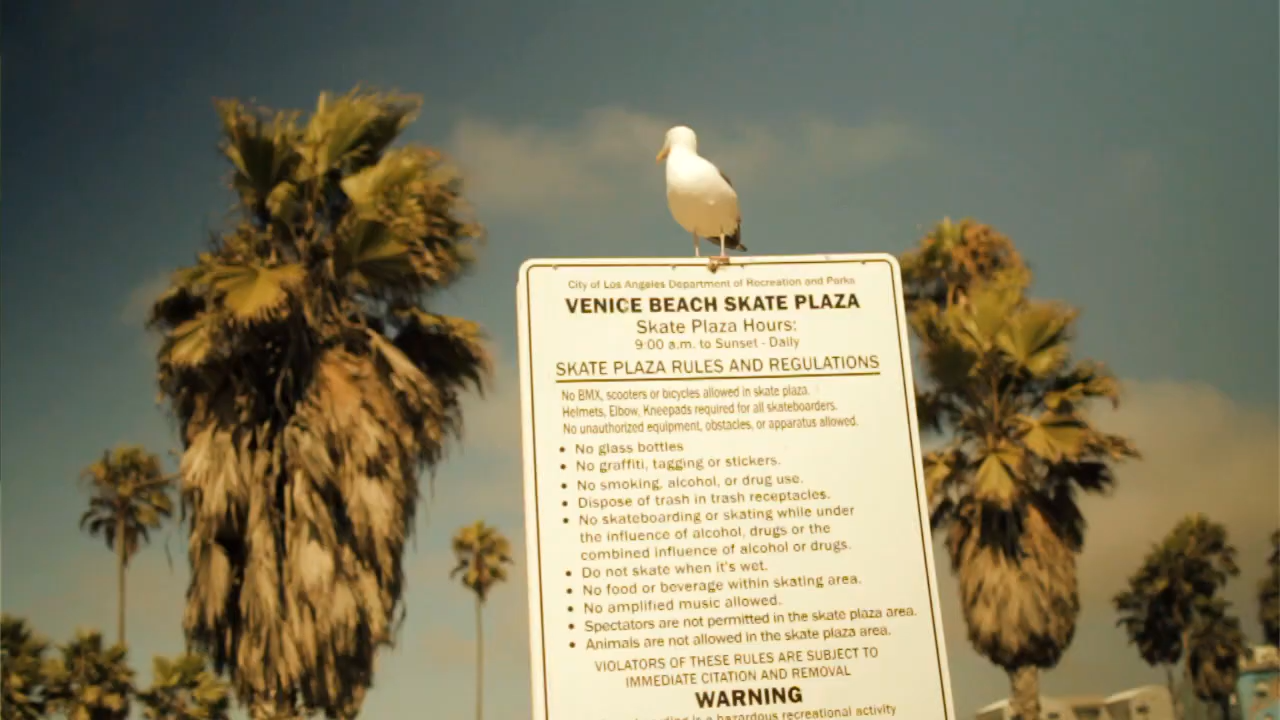 City of Los Angeles Department of Recreation and Parks
VENICE BEACH SKATE PLAZA
Skate Plaza Hours:
9:00 a.m. to Sunset - Daily
SKATE PLAZA RULES AND REGULATIONS
No BMX, scooters or bicycles allowed in skate plaza.
Helmets, Elbow, Kneepads required for all skateboarders.
No unauthorized equipment, obstacles, or apparatus allowed.
• No glass bottles
• No graffiti, tagging or stickers.
• No smoking, alcohol, or drug use.
• Dispose of trash in trash receptacles.
• No skateboarding or skating while under
the influence of alcohol, drugs or the
combined influence of alcohol or drugs.
• Do not skate when it's wet.
• No food or beverage within skating area.
• No amplified music allowed.
• Spectators are not permitted in the skate plaza area.
• Animals are not allowed in the skate plaza area.
VIOLATORS OF THESE RULES ARE SUBJECT TO
IMMEDIATE CITATION AND REMOVAL
WARNING
is a hazardous recreational activity